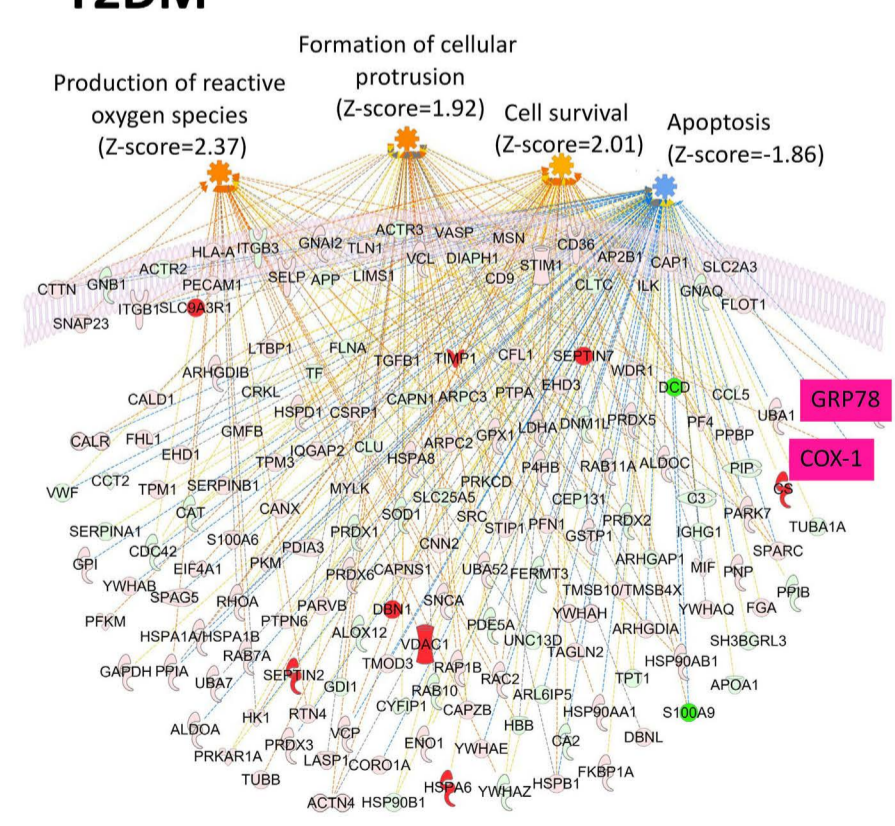 T2DM
Formation of cellular
protrusion
(Z-score=1.92)
Production of reactive
oxygen species
(Z-score=2.37)
Cell survival
(Z-score=2.01)
Apoptosis
(Z-score=-1.86)
ACTR3 VASP
HLA-A ITGB3 GNAI2 TLN1 MSN CD36
VCL DIAPH1 STIM1 AP2B1 CAP1 SLC2A3
ACTR2 SELP APP LIMS1 CD9
CTTN GNB1 PECAM1 CLTC ILK GNAQ
SNAP23 ITGB1 SLC9A3R1 FLOT1
LTBP1 FLNA TGFB1 TIMP1 CFL1 SEPTIN7
ARHGDIB TF WDR1
CALD1 CRKL CAPN1 ARPC3 PTPA EHD3 DCD CCL5
GRP78
HSPD1 CSRP1 UBA1
CALR FHL1 GMFB GPX1 LDHA DNM1L PRDX5 PF4 PPBP
EHD1 IQGAP2 CLU ARPC2
COX-1
TPM3 HSPA8 P4HB RAB11A ALDOC PIP
VWF CCT2 TPM1 SERPINB1 MYLK PRKCD CS
SLC25A5 CEP131 C3
CAT CANX SOD1 SRC PARK7
SERPINA1 PRDX1 STIP1 PFN1 PRDX2 TUBA1A
S100A6 GSTP1 IGHG1
CDC42 PDIA3 CNN2 SPARC
GPI EIF4A1 PKM ARHGAP1 MIF PNP
PRDX6 CAPNS1 UBA52 FERMT3
YWHAB SPAG5 TMSB10/TMSB4X PPIB
RHOA PARVB DBN1 SNCA YWHAH YWHAQ FGA
PFKM PTPN6 PDE5A
HSPA1A/HSPA1B ALOX12 VDAC1 UNC13D ARHGDIA SH3BGRL3
RAB7A TAGLN2
GAPDH PPIA TMOD3 RAP1B HSP90AB1
UBA7 SEPTIN2 GDI1 RAC2 TPT1 APOA1
RAB10 ARL6IP5
CYFIP1 CAPZB HSP90AA1 S100A9
ALDOA HK1 RTN4 HBB
VCP ENO1 YWHAE CA2 DBNL
PRKAR1A PRDX3 LASP1 CORO1A
TUBB HSPA6 HSPB1 FKBP1A
ACTN4 HSP90B1 YWHAZ